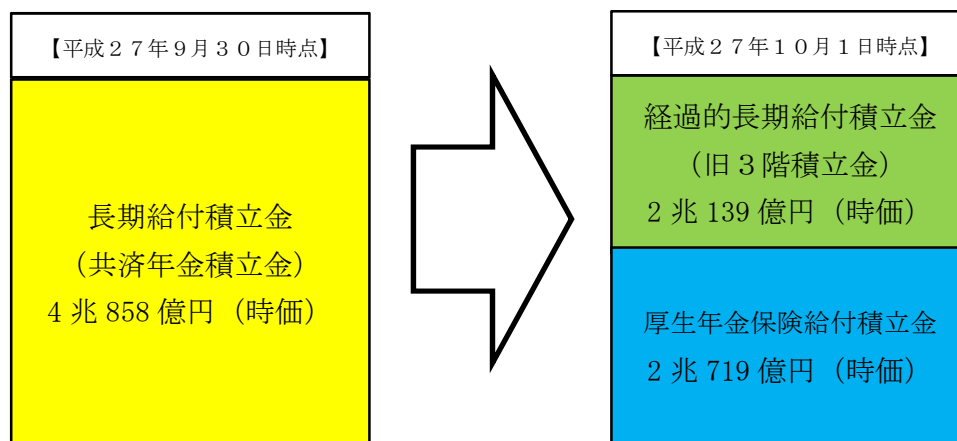 【平成２７年９月３０日時点】
長期給付積立金
（共済年金積立金）
4 兆 858 億円（時価）
【平成２７年１０月１日時点】
経過的長期給付積立金
（旧３階積立金）
2 兆 139 億円（時価）
厚生年金保険給付積立金
2 兆 719 億円（時価）